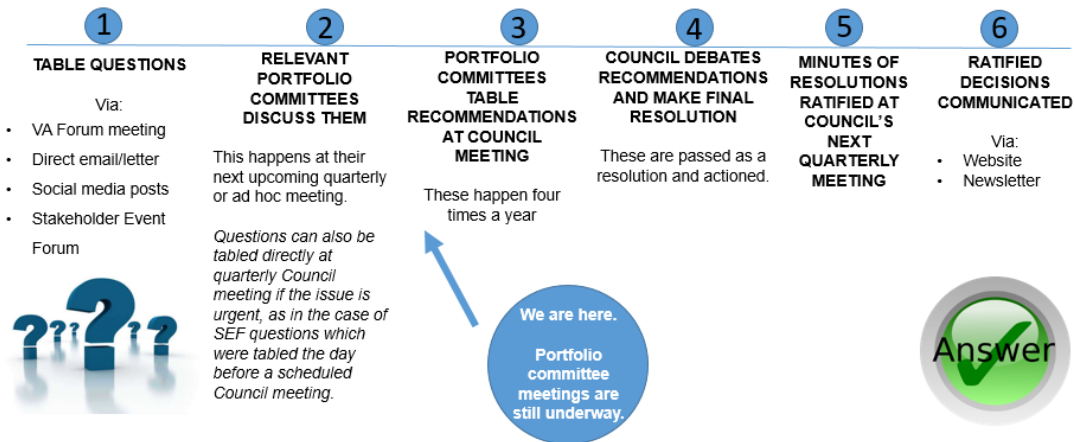 1
TABLE QUESTIONS
Via:
• VA Forum meeting
• Direct email/letter
• Social media posts
• Stakeholder Event
Forum
2
RELEVANT
PORTFOLIO
COMMITTEES
DISCUSS THEM
This happens at their
next upcoming quarterly
or ad hoc meeting.
Questions can also be
tabled directly at
quarterly Council
meeting if the issue is
urgent, as in the case of
SEF questions which
were tabled the day
before a scheduled
Council meeting.
3
PORTFOLIO
COMMITTEES
TABLE
RECOMMENDATIONS
AT COUNCIL
MEETING
These happen four
times a year
We are here.
Portfolio
committee
meetings are
still underway.
4
COUNCIL DEBATES
RECOMMENDATIONS
AND MAKE FINAL
RESOLUTION
These are passed as a
resolution and actioned.
5
MINUTES OF
RESOLUTIONS
RATIFIED AT
COUNCIL'S
NEXT
QUARTERLY
MEETING
6
RATIFIED
DECISIONS
COMMUNICATED
Via:
• Website
• Newsletter
Answer